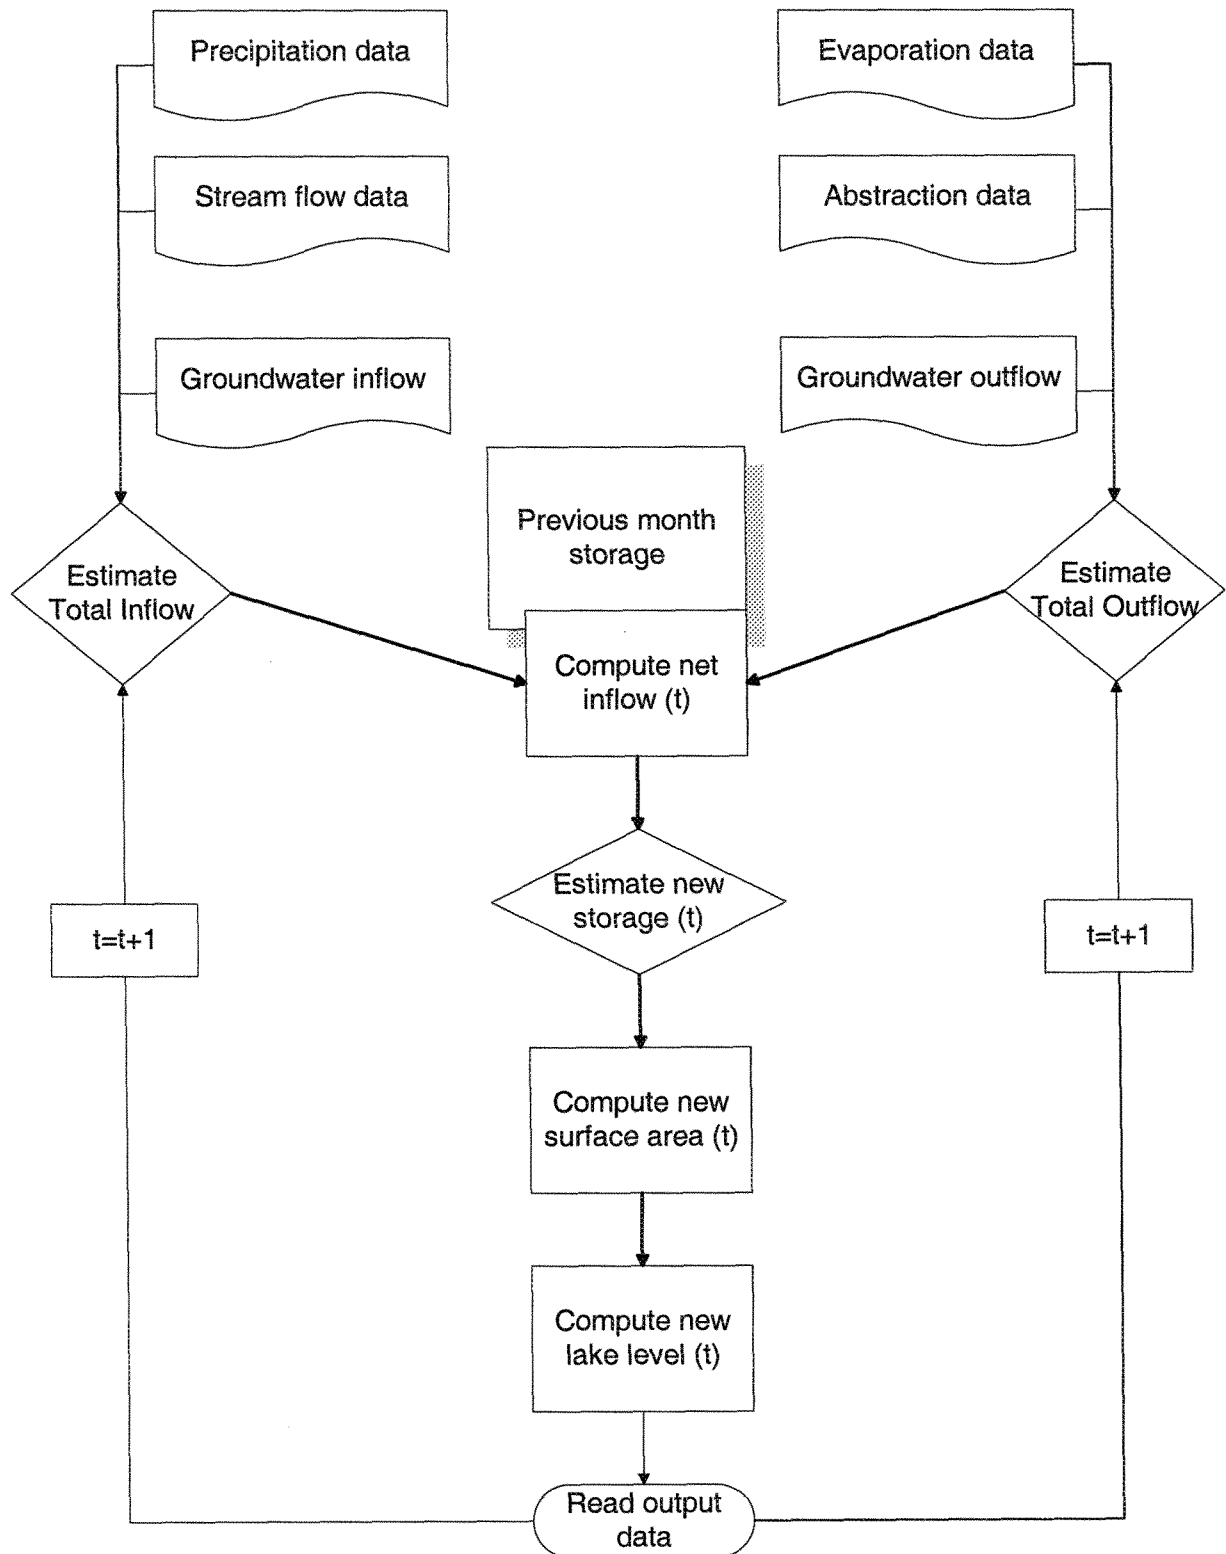 Precipitation data
Evaporation data
Stream flow data
Abstraction data
Groundwater inflow
Groundwater outflow
Previous month
storage
Estimate
Total Inflow
Estimate
Total Outflow
Compute net
inflow (t)
Estimate new
storage (t)
t=t+1
t=t+1
Compute new
surface area (t)
Compute new
lake level (t)
Read output
data